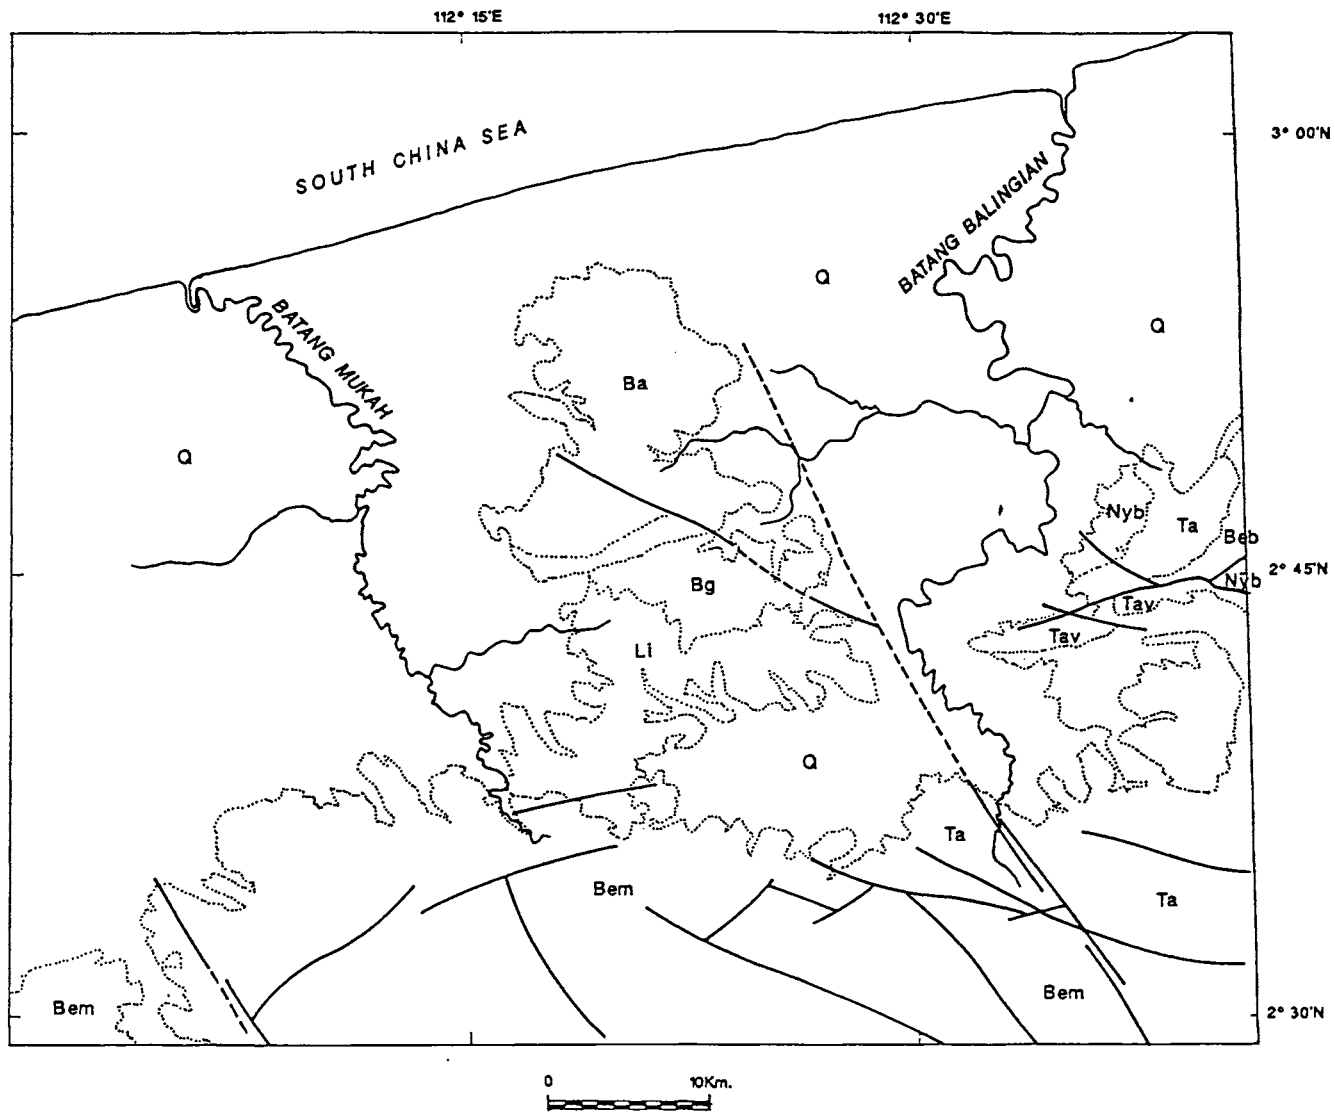 112° 15'E
112° 30'E
3° 00'N
SOUTH CHINA SEA
BATANG BALINGIAN
Q
Q
BATANG MUKAH
Ba
Q
Nyb
Ta
Beb
2° 45'N
Nyb
Bg
Tav
Tav
Li
Q
Ta
Bem
Ta
Bem
Bem
2° 30'N
0 10Km.